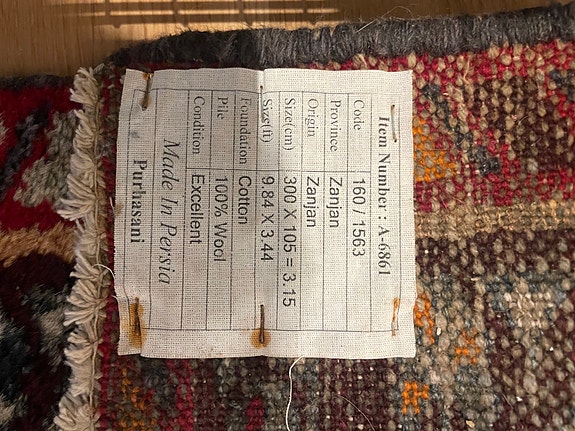 Item Number : A-6861
Code 160 / 1563
Province Zanjan
Origin Zanjan
Size(cm) 300 X 105 = 3.15
Size(ft) 9.84 X 3.44
Foundation Cotton
Pile 100% Wool
Condition Excellent
Made In Persia
Purhasani